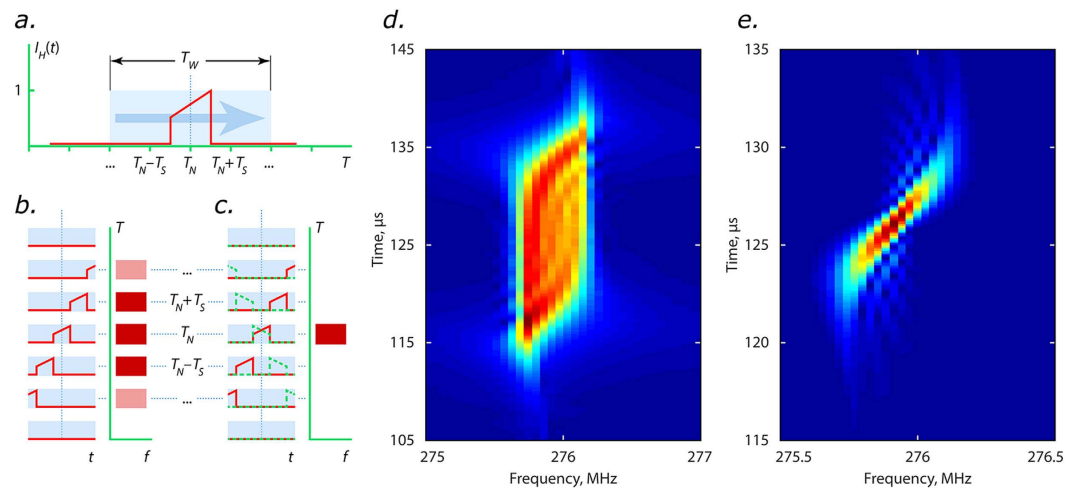 a.
I_H(t)
T_W
1
... T_N−T_S T_N T_N+T_S ... T
b.
T
...
T_N+T_S
T_N
T_N−T_S
...
t
f
c.
T
t
f
d.
145
135
125
115
105
Time, µs
275 276 277
Frequency, MHz
e.
135
130
125
120
115
Time, µs
275.5 276 276.5
Frequency, MHz